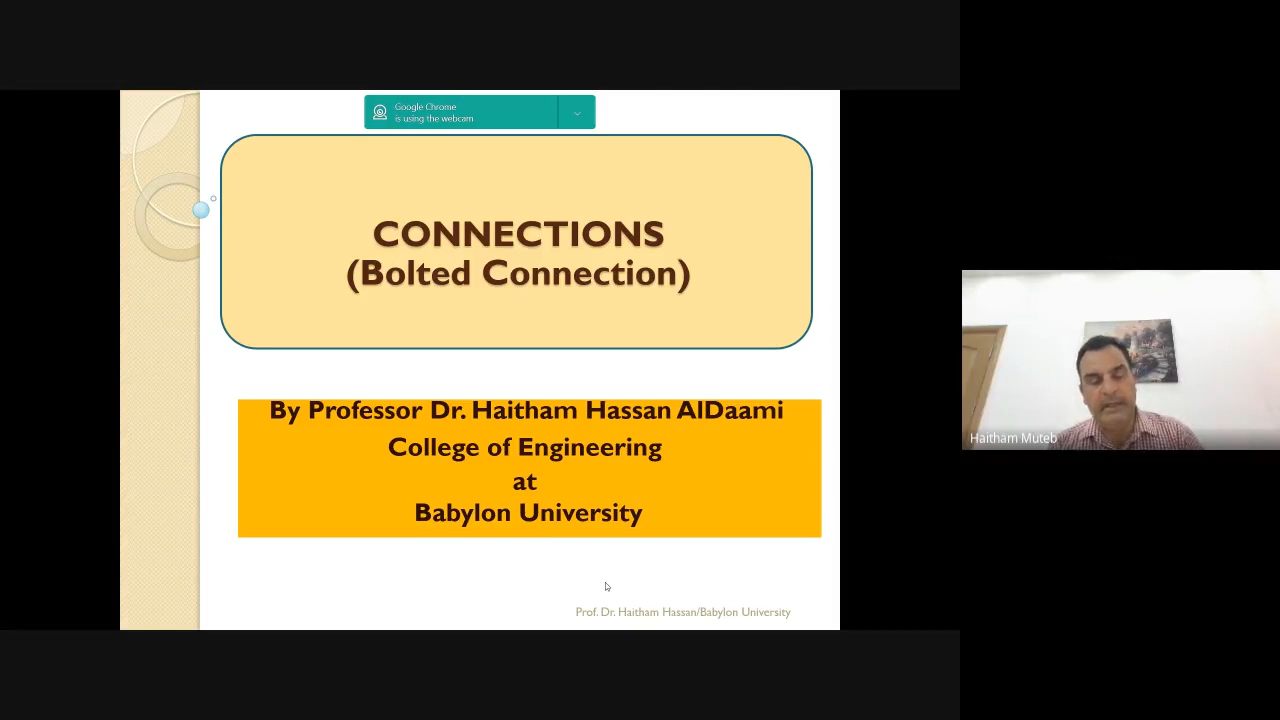 Google Chrome
is using the webcam
CONNECTIONS
(Bolted Connection)
By Professor Dr. Haitham Hassan AlDaami
College of Engineering
at
Babylon University
Prof. Dr. Haitham Hassan/Babylon University
Haitham Muteb